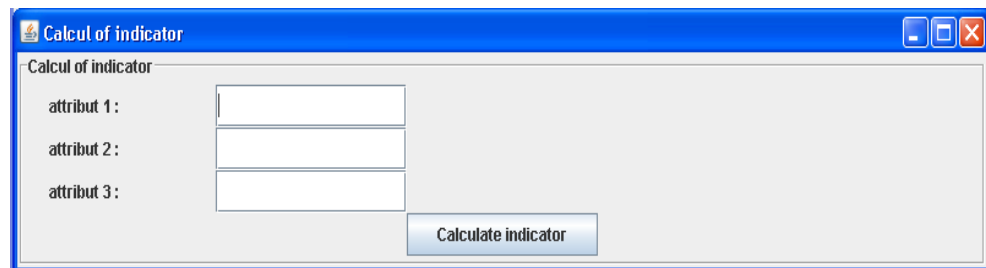 Calcul of indicator
Calcul of indicator
attribut 1 :
attribut 2 :
attribut 3 :
Calculate indicator